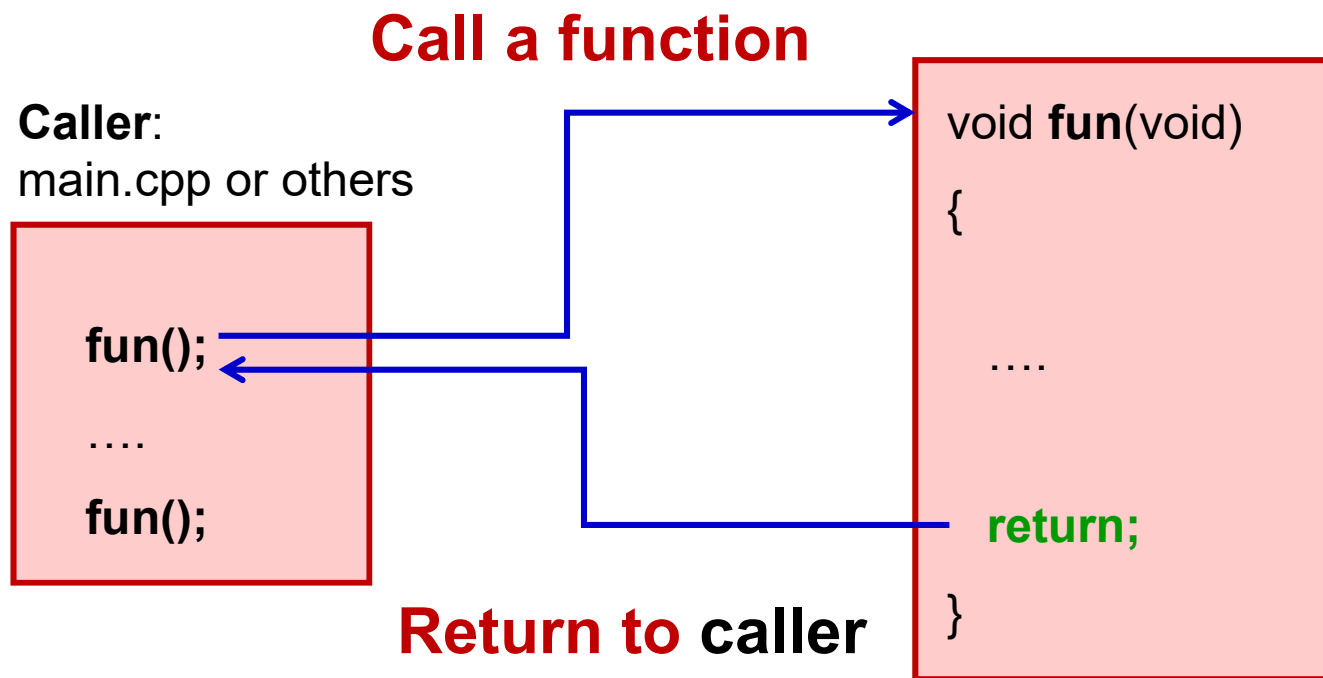 Call a function
Caller:
main.cpp or others
fun();
….
fun();
void fun(void)
{
….
return;
}
Return to caller